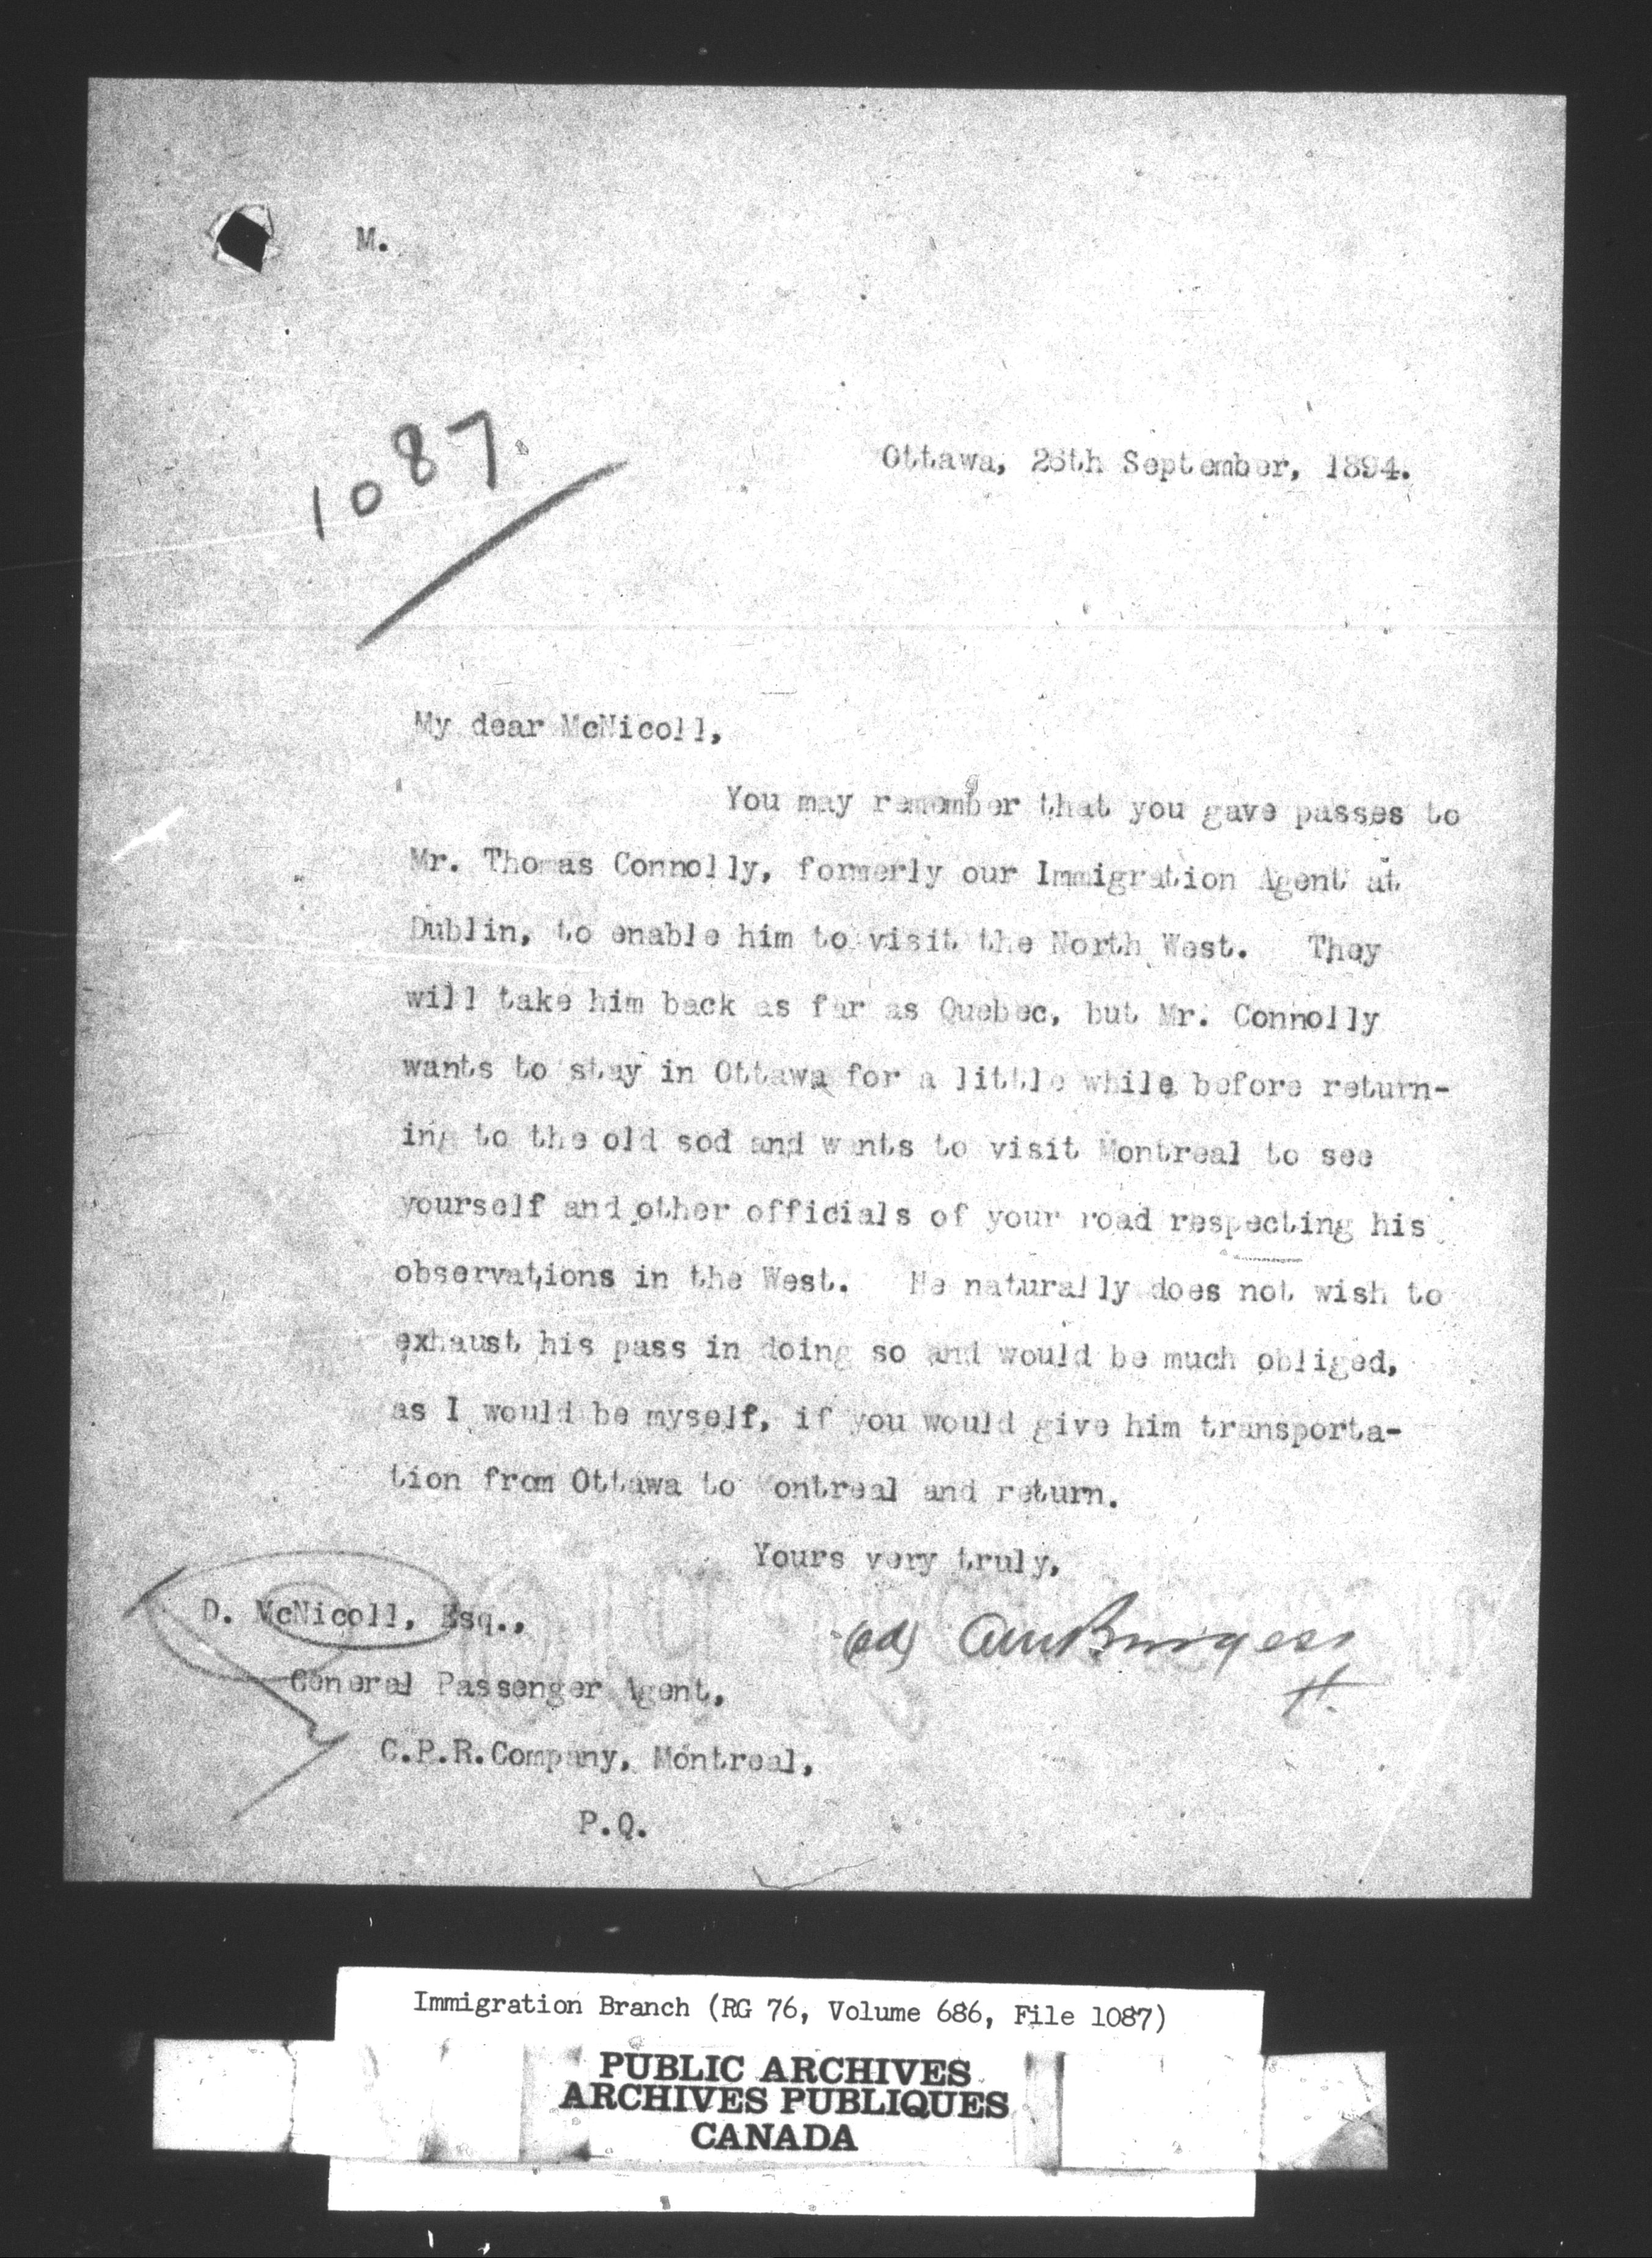 M.
1087
Ottawa, 26th September, 1894.
My dear McNicoll,
You may remember that you gave passes to
Mr. Thomas Connolly, formerly our Immigration Agent at
Dublin, to enable him to visit the North West. They
will take him back as far as Quebec, but Mr. Connolly
wants to stay in Ottawa for a little while before return-
ing to the old sod and wants to visit Montreal to see
yourself and other officials of your road respecting his
observations in the West. He naturally does not wish to
exhaust his pass in doing so and would be much obliged,
as I would be myself, if you would give him transporta-
tion from Ottawa to Montreal and return.
Yours very truly,
Burgess
D. McNicoll, Esq.,
General Passenger Agent,
C.P.R.Company, Montreal,
P.Q.
Immigration Branch (RG 76, Volume 686, File 1087)
PUBLIC ARCHIVES
ARCHIVES PUBLIQUES
CANADA